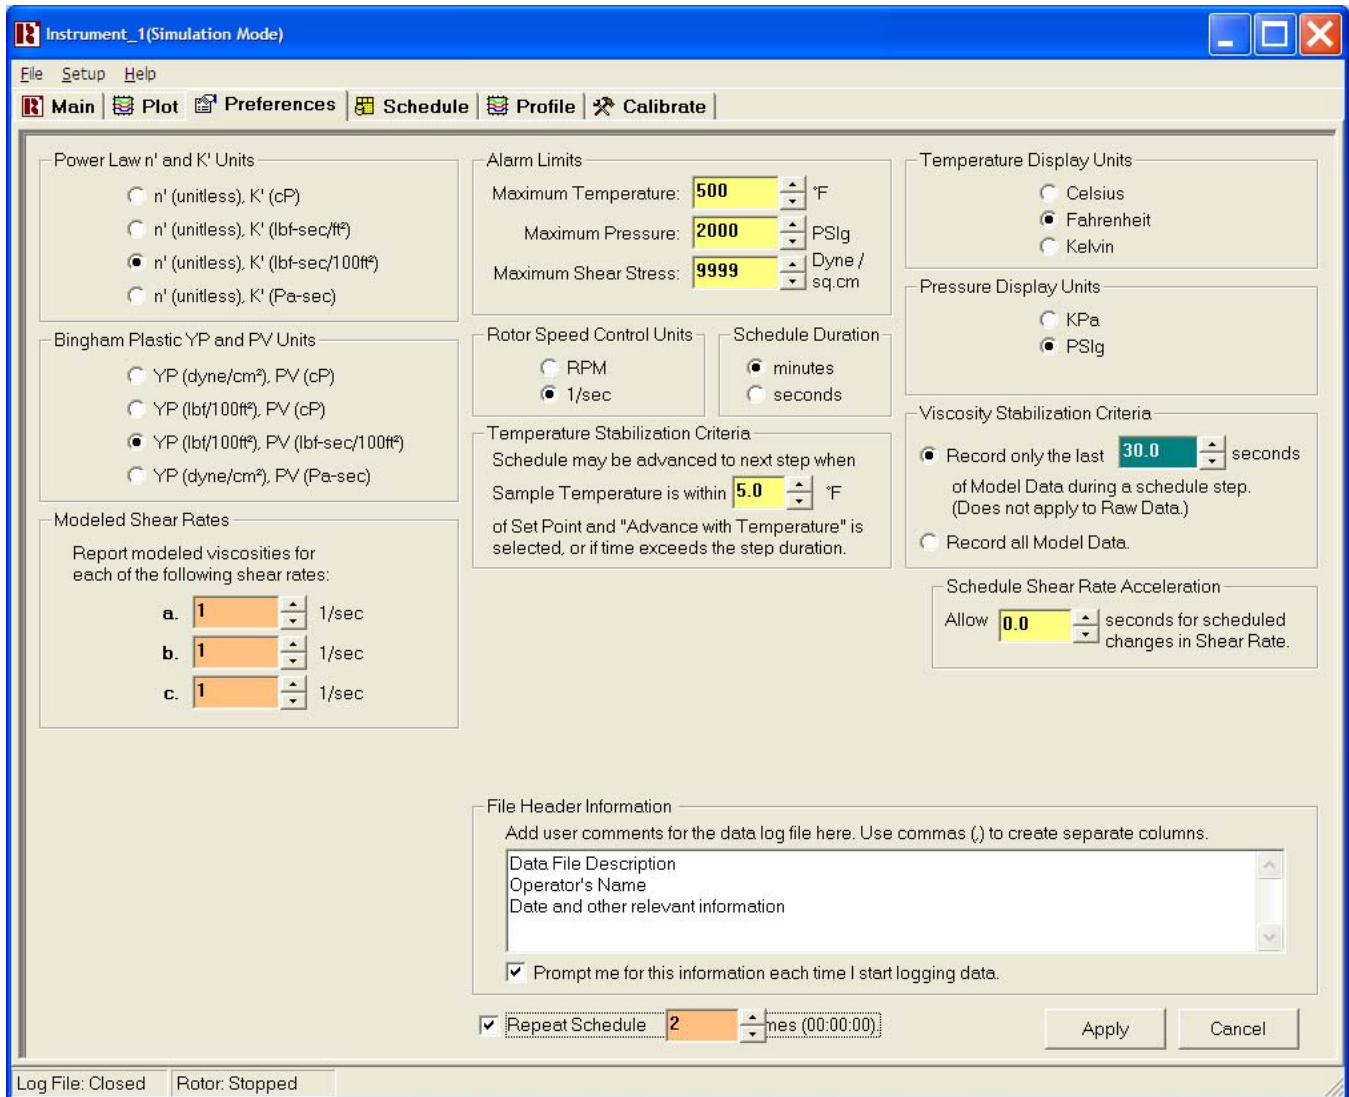 Instrument_1(Simulation Mode)
File Setup Help
Main Plot Preferences Schedule Profile Calibrate
Power Law n' and K' Units
n' (unitless), K' (cP)
n' (unitless), K' (lbf-sec/ft²)
n' (unitless), K' (lbf-sec/100ft²)
n' (unitless), K' (Pa-sec)
Bingham Plastic YP and PV Units
YP (dyne/cm²), PV (cP)
YP (lbf/100ft²), PV (cP)
YP (lbf/100ft²), PV (lbf-sec/100ft²)
YP (dyne/cm²), PV (Pa-sec)
Modeled Shear Rates
Report modeled viscosities for
each of the following shear rates:
a. 1 1/sec
b. 1 1/sec
c. 1 1/sec
Alarm Limits
Maximum Temperature: 500 °F
Maximum Pressure: 2000 PSIg
Maximum Shear Stress: 9999 Dyne /
sq.cm
Rotor Speed Control Units
RPM
1/sec
Schedule Duration
minutes
seconds
Temperature Stabilization Criteria
Schedule may be advanced to next step when
Sample Temperature is within 5.0 °F
of Set Point and "Advance with Temperature" is
selected, or if time exceeds the step duration.
Temperature Display Units
Celsius
Fahrenheit
Kelvin
Pressure Display Units
KPa
PSIg
Viscosity Stabilization Criteria
Record only the last 30.0 seconds
of Model Data during a schedule step.
(Does not apply to Raw Data.)
Record all Model Data.
Schedule Shear Rate Acceleration
Allow 0.0 seconds for scheduled
changes in Shear Rate.
File Header Information
Add user comments for the data log file here. Use commas (,) to create separate columns.
Data File Description
Operator's Name
Date and other relevant information
Prompt me for this information each time I start logging data.
Repeat Schedule 2 mes (00:00:00).
Apply Cancel
Log File: Closed Rotor: Stopped